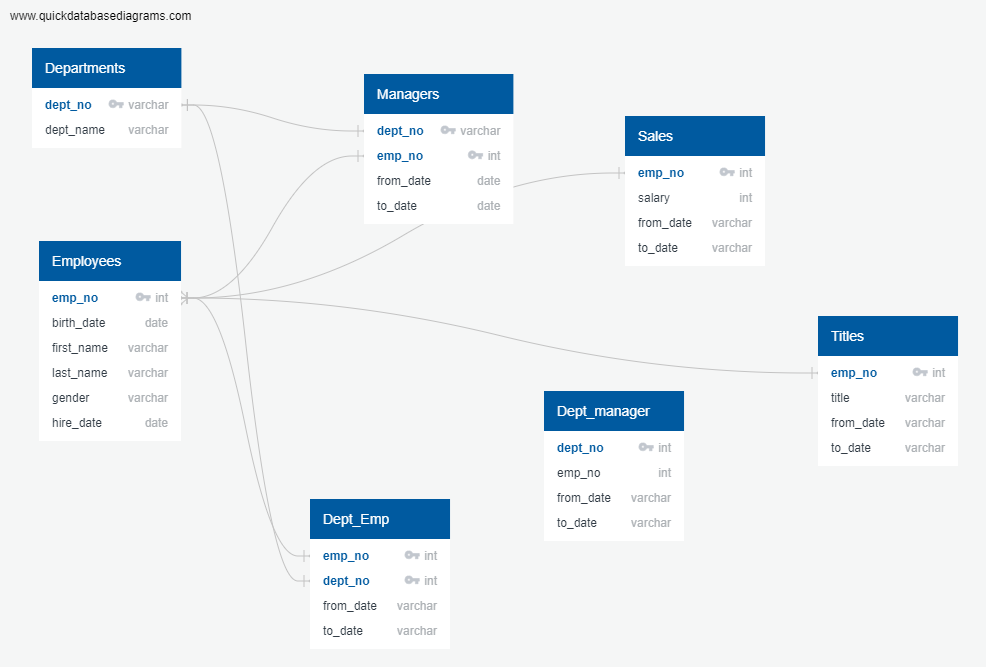 www.quickdatabasediagrams.com
Departments
dept_no varchar
dept_name varchar
Managers
dept_no varchar
emp_no int
from_date date
to_date date
Sales
emp_no int
salary int
from_date varchar
to_date varchar
Employees
emp_no int
birth_date date
first_name varchar
last_name varchar
gender varchar
hire_date date
Titles
emp_no int
title varchar
from_date varchar
to_date varchar
Dept_manager
dept_no int
emp_no int
from_date varchar
to_date varchar
Dept_Emp
emp_no int
dept_no int
from_date varchar
to_date varchar